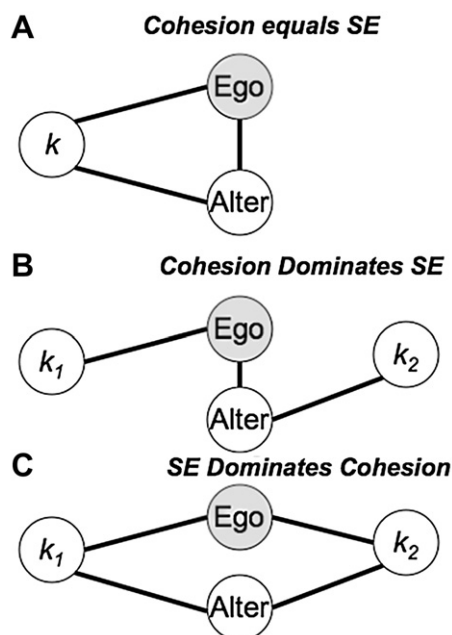 A Cohesion equals SE
Ego
k
Alter
B Cohesion Dominates SE
Ego
k1
k2
Alter
C SE Dominates Cohesion
Ego
k1
k2
Alter